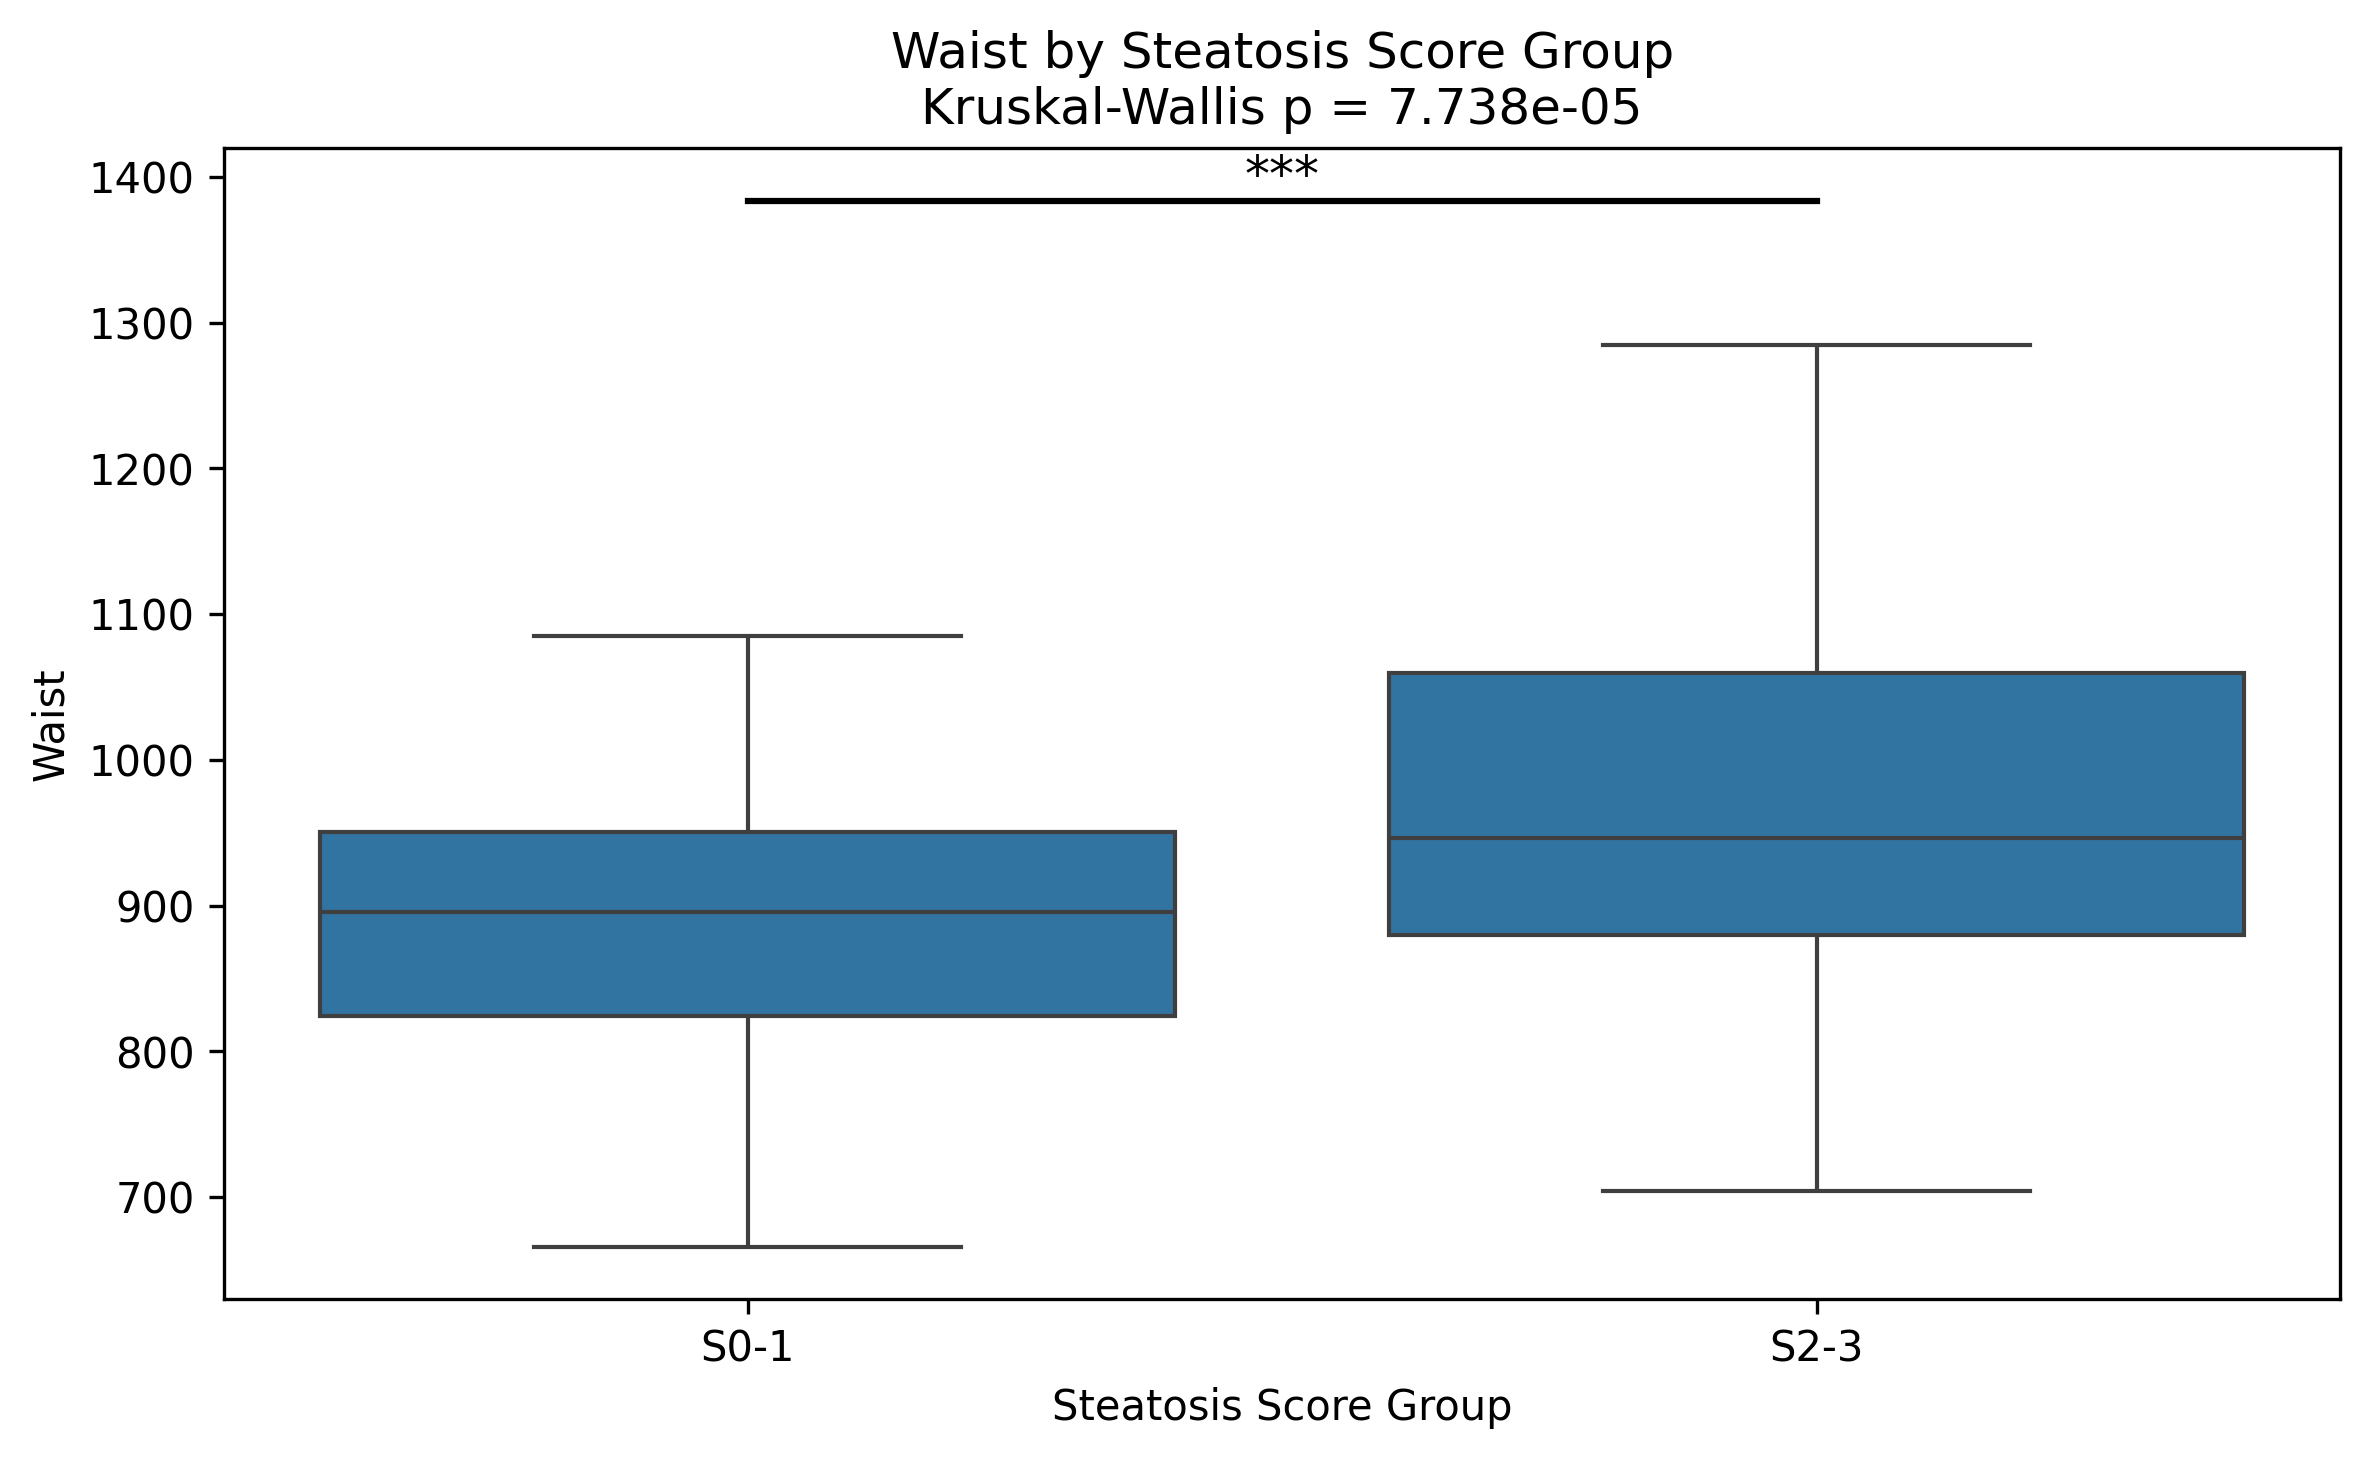 Waist by Steatosis Score Group
Kruskal-Wallis p = 7.738e-05
***
1400
1300
1200
1100
1000
900
800
700
Waist
S0-1
S2-3
Steatosis Score Group